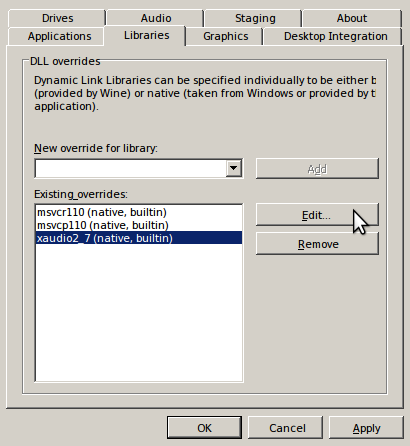 Drives Audio Staging About
Applications Libraries Graphics Desktop Integration
DLL overrides
Dynamic Link Libraries can be specified individually to be either b
(provided by Wine) or native (taken from Windows or provided by t
application).
New override for library:
Add
Existing overrides:
msvcr110 (native, builtin)
msvcp110 (native, builtin)
xaudio2_7 (native, builtin)
Edit...
Remove
OK Cancel Apply